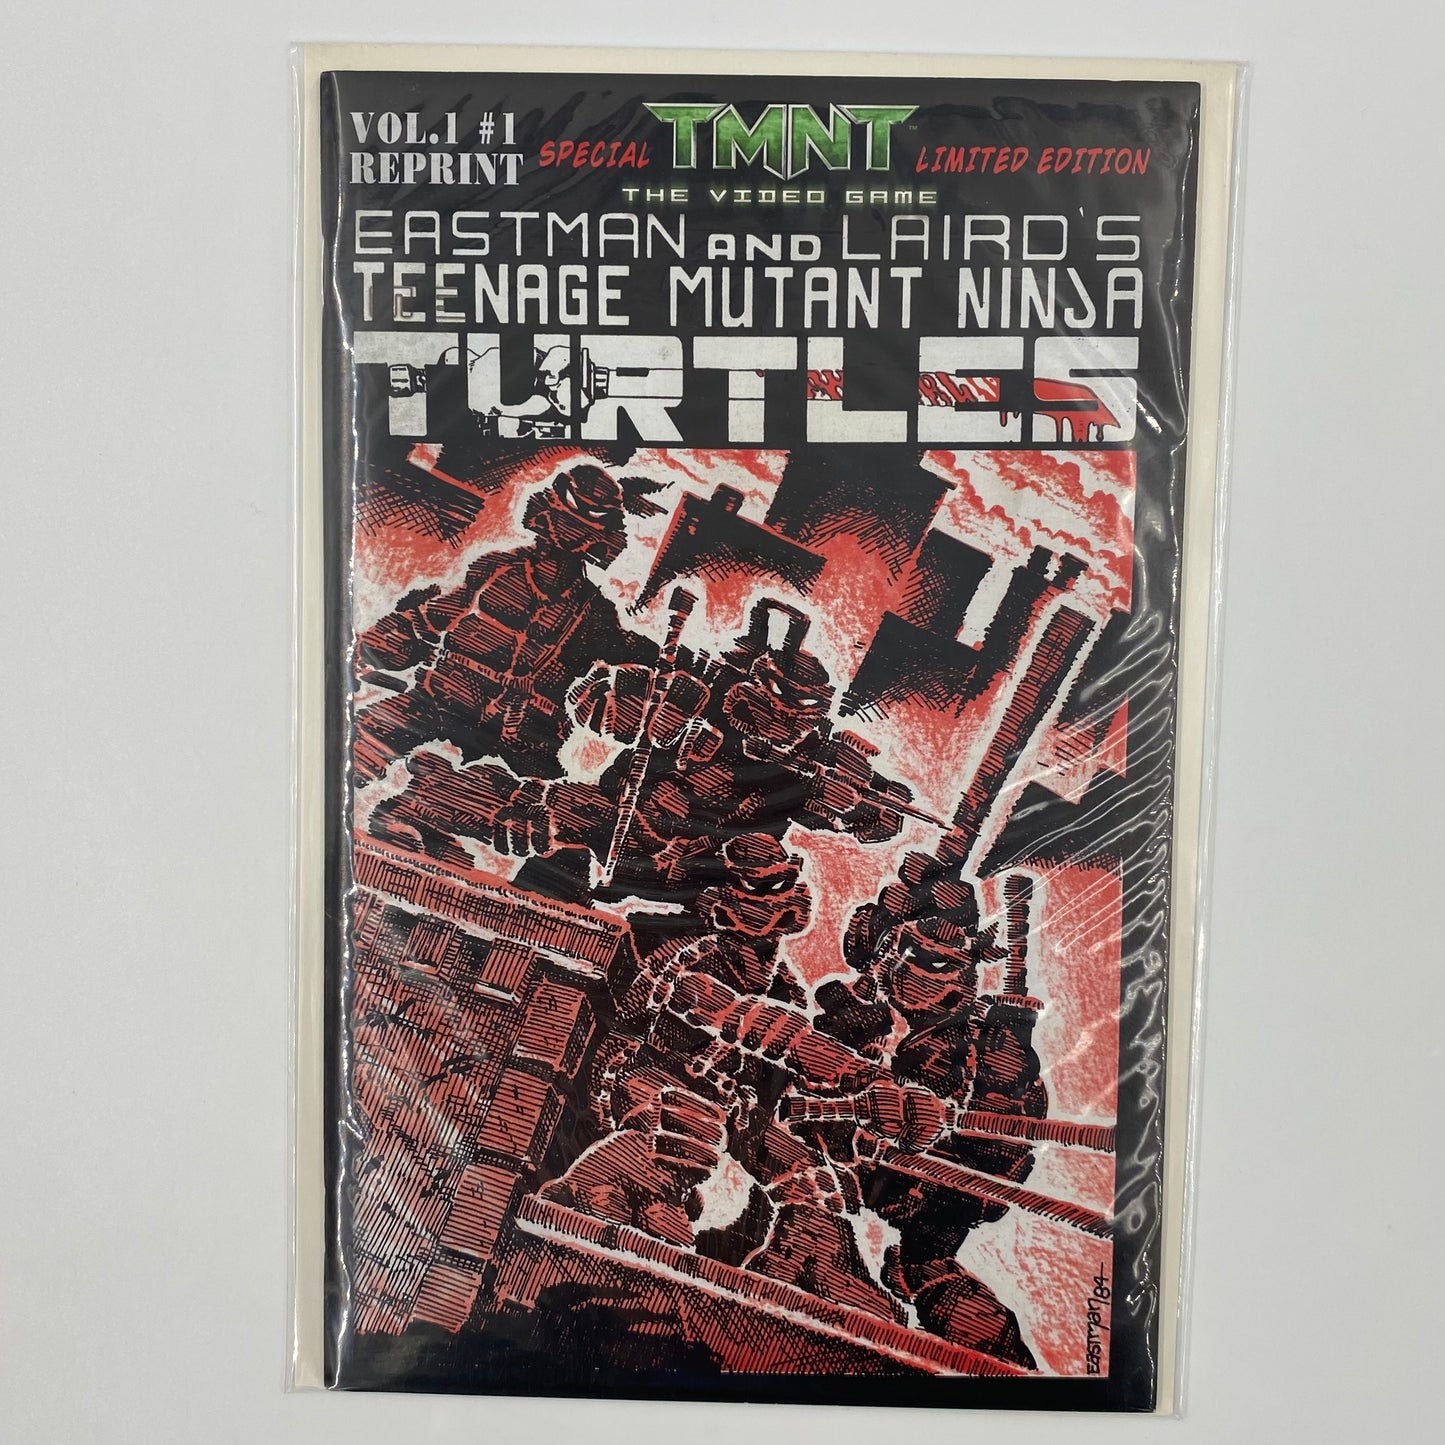 VOL.1 #1
REPRINT
SPECIAL TMNT™ LIMITED EDITION
THE VIDEO GAME
EASTMAN AND LAIRD'S
TEENAGE MUTANT NINJA
TURTLES
EASTMAN 84